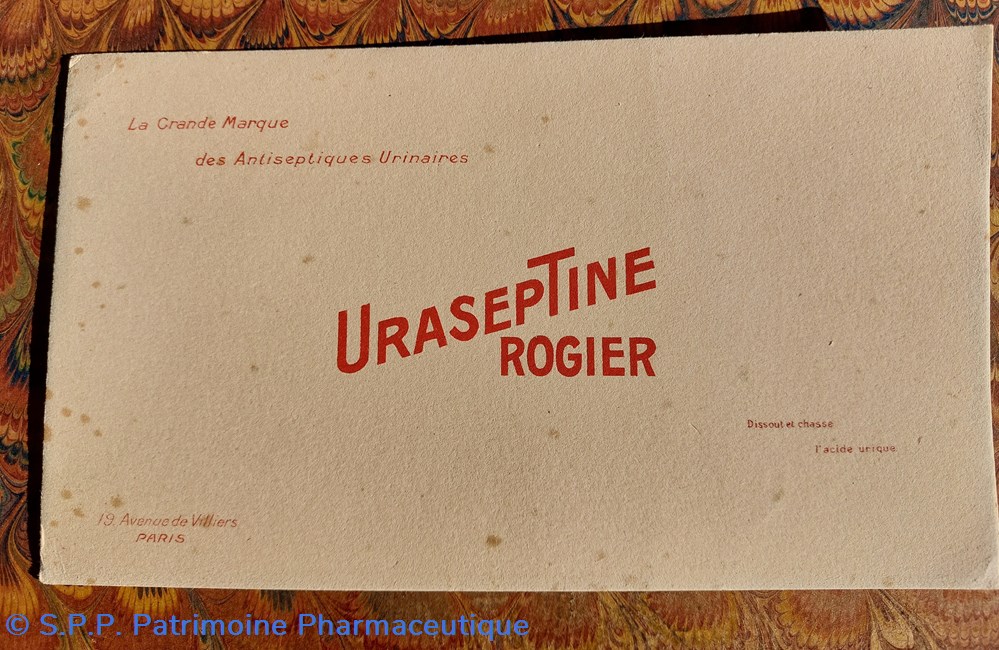 La Grande Marque
des Antiseptiques Urinaires
URASEPTINE
ROGIER
Dissout et chasse
l'acide urique
19, Avenue de Villiers
PARIS
© S.P.P. Patrimoine Pharmaceutique